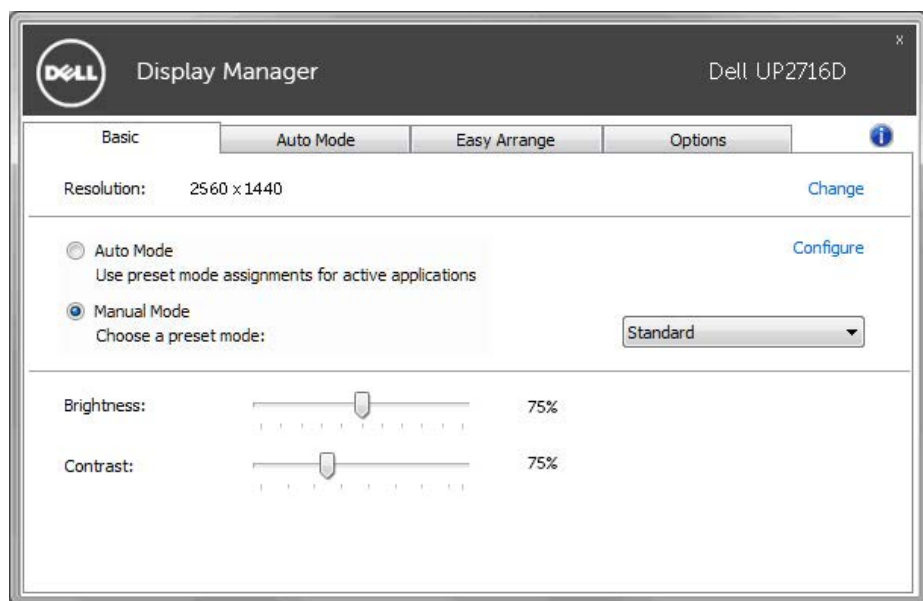 DELL Display Manager Dell UP2716D x
Basic Auto Mode Easy Arrange Options i
Resolution: 2560 x 1440 Change
Auto Mode Configure
Use preset mode assignments for active applications
Manual Mode
Choose a preset mode: Standard
Brightness: 75%
Contrast: 75%